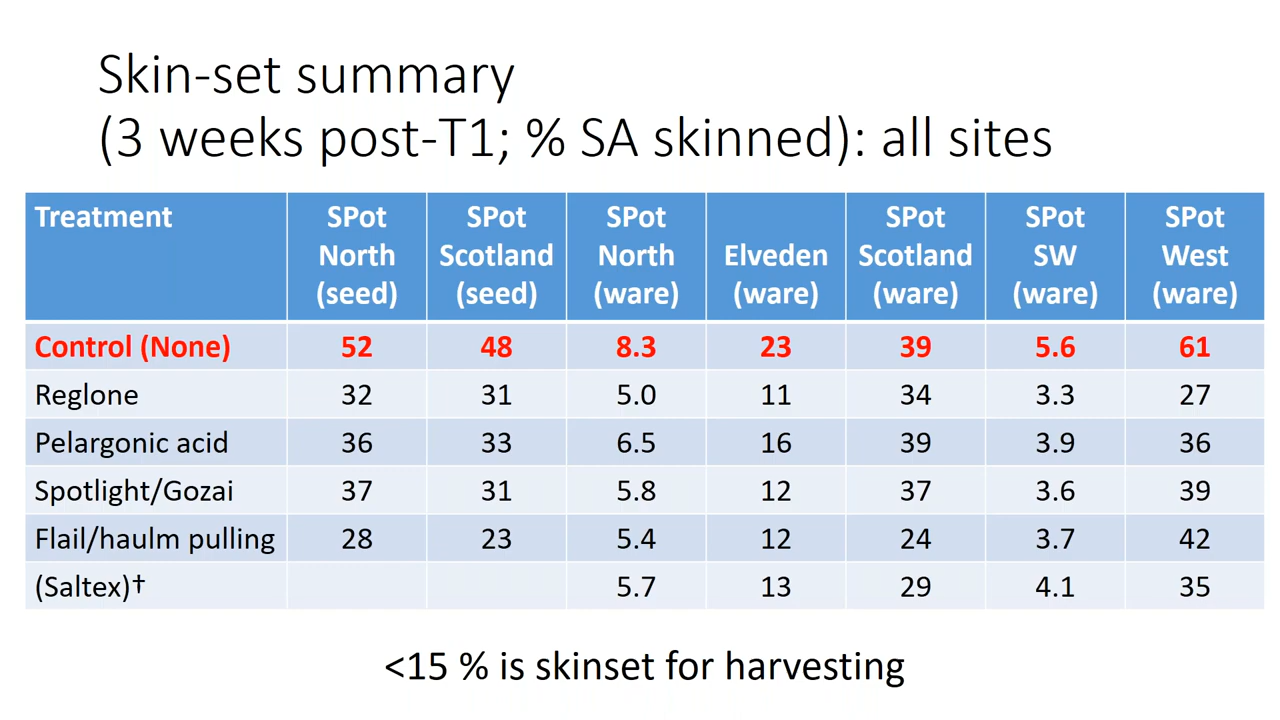 Skin-set summary
(3 weeks post-T1; % SA skinned): all sites
Treatment SPot North (seed) SPot Scotland (seed) SPot North (ware) Elveden (ware) SPot Scotland (ware) SPot SW (ware) SPot West (ware)
Control (None) 52 48 8.3 23 39 5.6 61
Reglone 32 31 5.0 11 34 3.3 27
Pelargonic acid 36 33 6.5 16 39 3.9 36
Spotlight/Gozai 37 31 5.8 12 37 3.6 39
Flail/haulm pulling 28 23 5.4 12 24 3.7 42
(Saltex)† 5.7 13 29 4.1 35
<15 % is skinset for harvesting